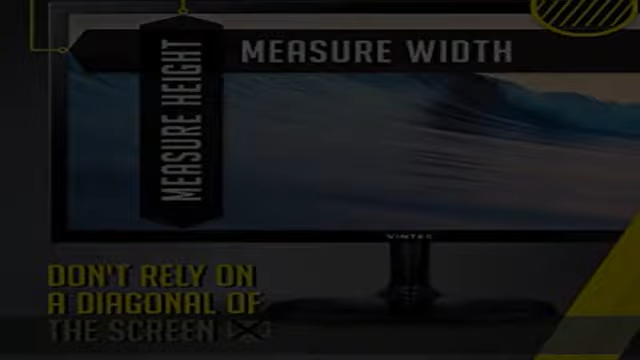 MEASURE WIDTH
MEASURE HEIGHT
VINTEC
DON'T RELY ON
A DIAGONAL OF
THE SCREEN